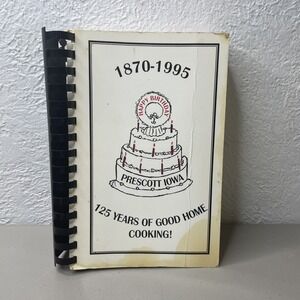 1870-1995
HAPPY BIRTHDAY
PRESCOTT IOWA
125 YEARS OF GOOD HOME
COOKING!